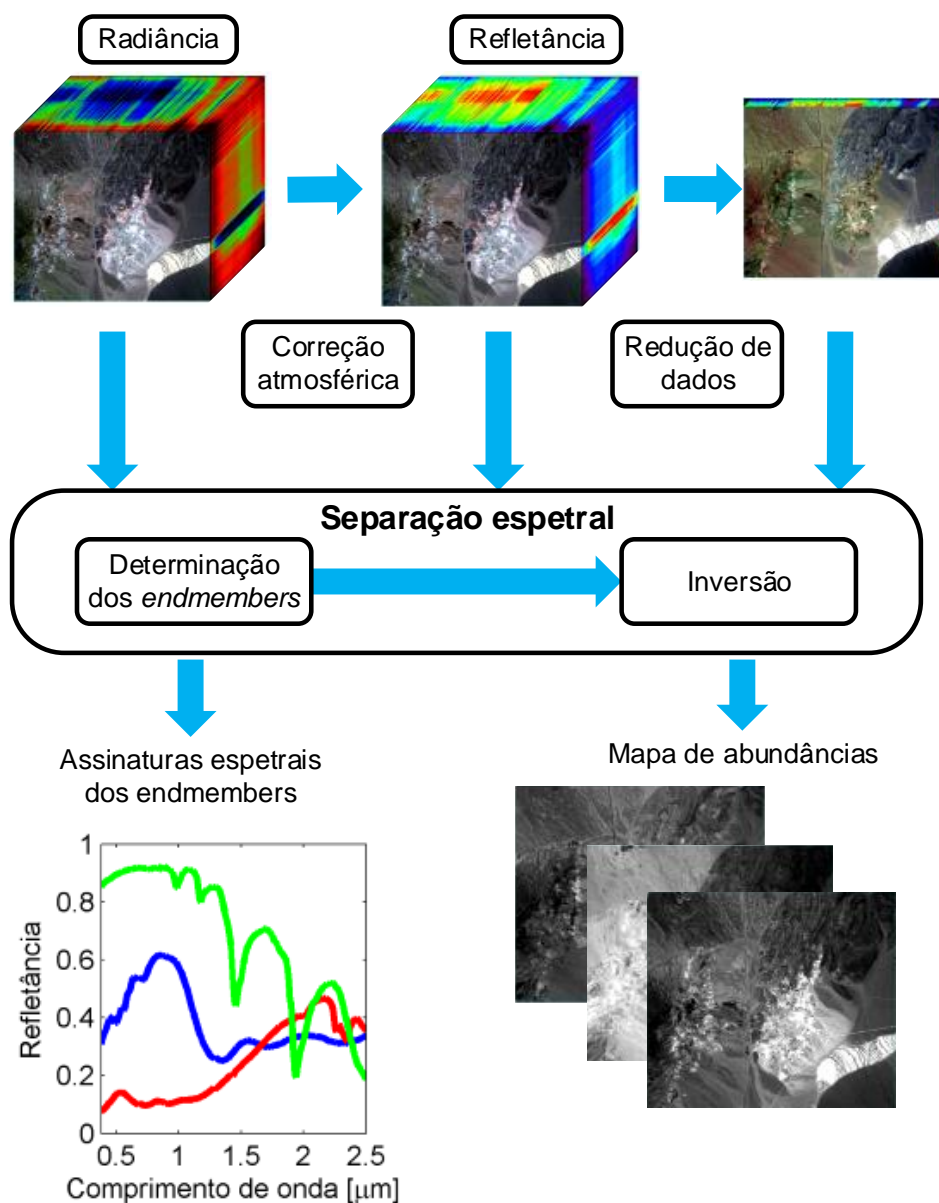 Radiância
Refletância
Correção
atmosférica
Redução de
dados
Separação espetral
Determinação
dos endmembers
Inversão
Assinaturas espetrais
dos endmembers
Mapa de abundâncias
1
0.8
0.6
0.4
0.2
0
Refletância
0.5 1 1.5 2 2.5
Comprimento de onda [μm]